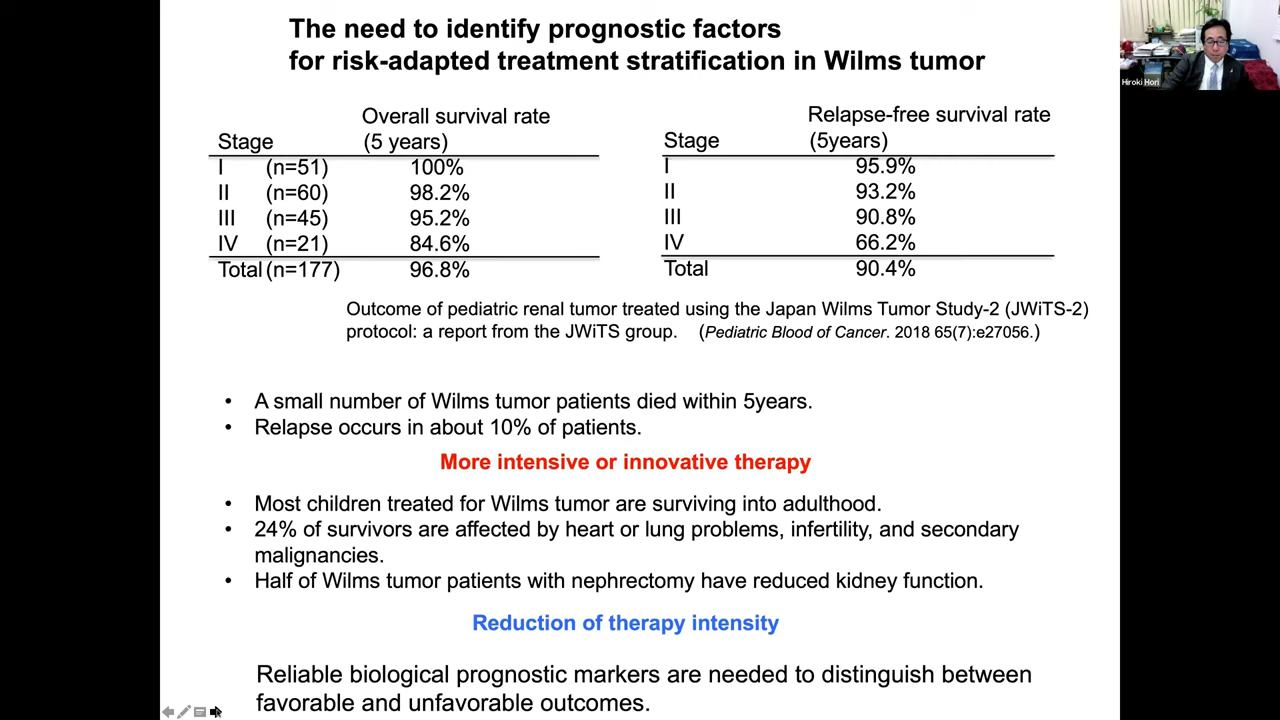 The need to identify prognostic factors
for risk-adapted treatment stratification in Wilms tumor
Hiroki Hori
Overall survival rate
Stage (5 years)
I (n=51) 100%
II (n=60) 98.2%
III (n=45) 95.2%
IV (n=21) 84.6%
Total (n=177) 96.8%
Relapse-free survival rate
Stage (5years)
I 95.9%
II 93.2%
III 90.8%
IV 66.2%
Total 90.4%
Outcome of pediatric renal tumor treated using the Japan Wilms Tumor Study-2 (JWiTS-2)
protocol: a report from the JWiTS group. (Pediatric Blood of Cancer. 2018 65(7):e27056.)
• A small number of Wilms tumor patients died within 5years.
• Relapse occurs in about 10% of patients.
More intensive or innovative therapy
• Most children treated for Wilms tumor are surviving into adulthood.
• 24% of survivors are affected by heart or lung problems, infertility, and secondary
malignancies.
• Half of Wilms tumor patients with nephrectomy have reduced kidney function.
Reduction of therapy intensity
Reliable biological prognostic markers are needed to distinguish between
favorable and unfavorable outcomes.